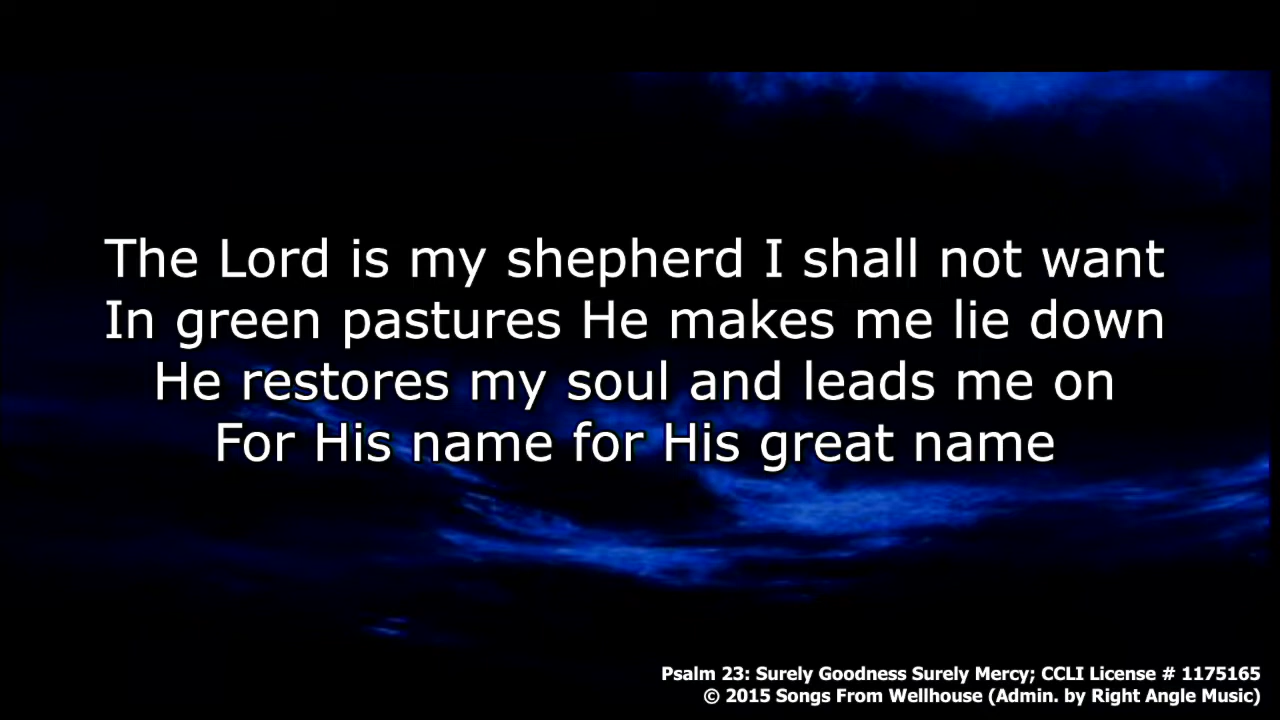 The Lord is my shepherd I shall not want
In green pastures He makes me lie down
He restores my soul and leads me on
For His name for His great name
Psalm 23: Surely Goodness Surely Mercy; CCLI License # 1175165
© 2015 Songs From Wellhouse (Admin. by Right Angle Music)